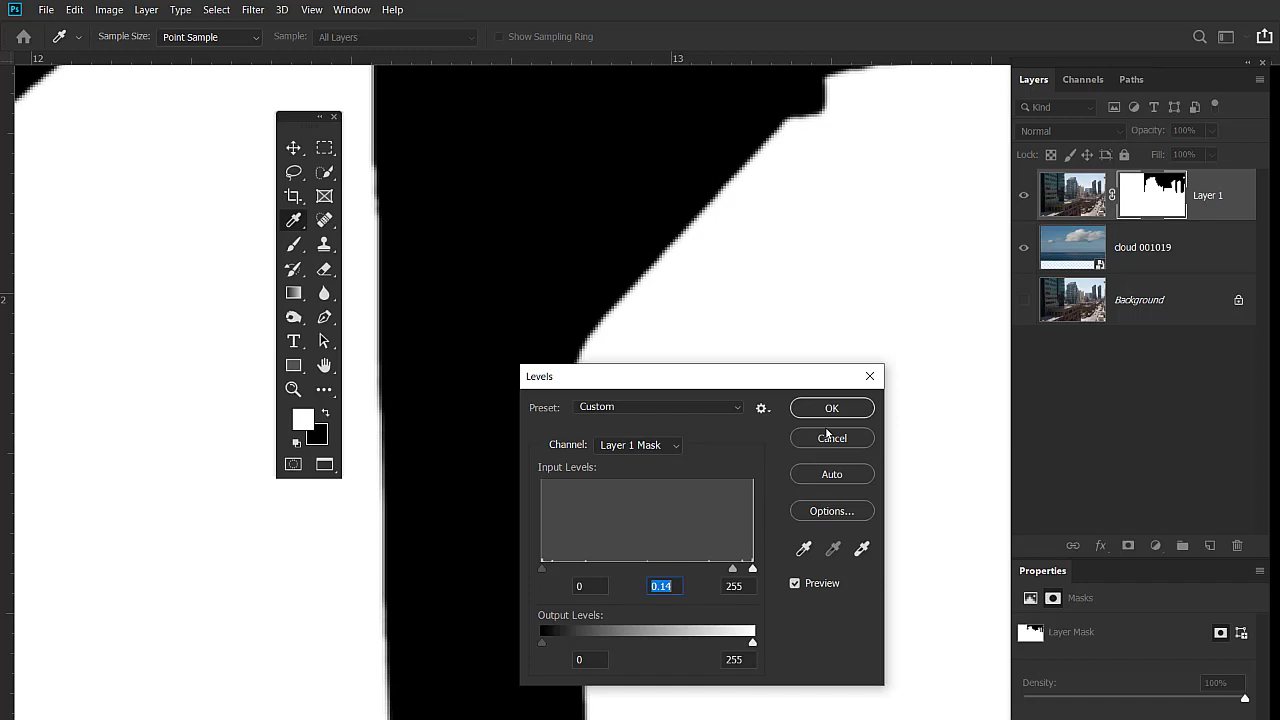 Ps File Edit Image Layer Type Select Filter 3D View Window Help
Sample Size: Point Sample Sample: All Layers Show Sampling Ring
12 13
2
Layers Channels Paths
Kind
Normal Opacity: 100%
Lock: Fill: 100%
Layer 1
cloud 001019
Background
Levels
Preset: Custom OK
Channel: Layer 1 Mask Cancel
Input Levels:
Auto
Options...
0 0.14 255 Preview
Output Levels:
0 255
Properties
Masks
Layer Mask
Density: 100%